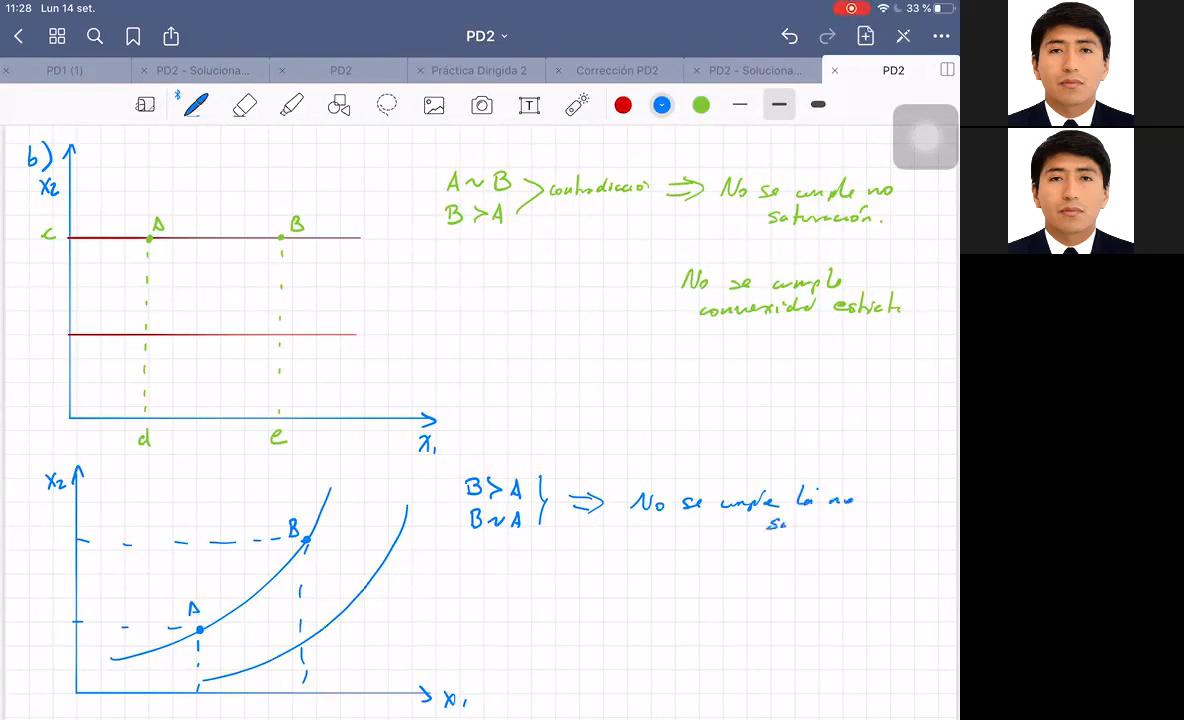 11:28 Lun 14 set.
33 %
PD2
PD1 (1)
PD2 - Soluciona...
PD2
Práctica Dirigida 2
Corrección PD2
PD2 - Soluciona...
PD2
T
b)
x2
A ~ B
B > A
contradicción ⇒ No se cumple no
saturación.
c
A
B
No se cumple
convexidad estricta
d
e
x1
x2
B > A
B ~ A
⇒ No se cumple la no
s
B
A
x1